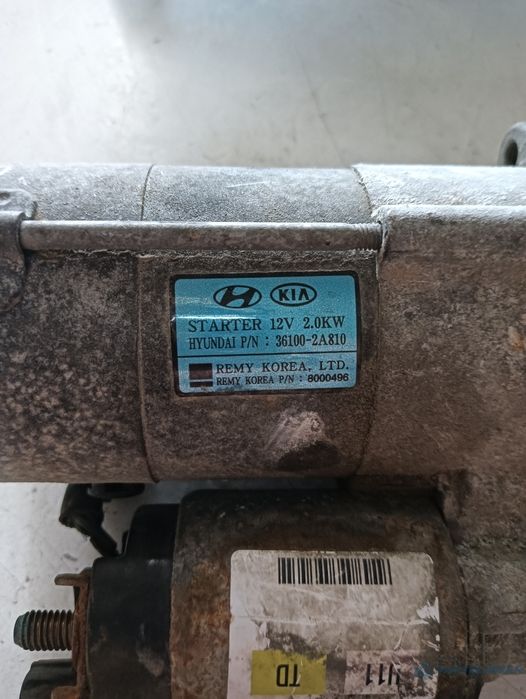 KIA
STARTER 12V 2.0KW
HYUNDAI P/N : 36100-2A810
REMY KOREA, LTD.
REMY KOREA P/N : 8000496
TD